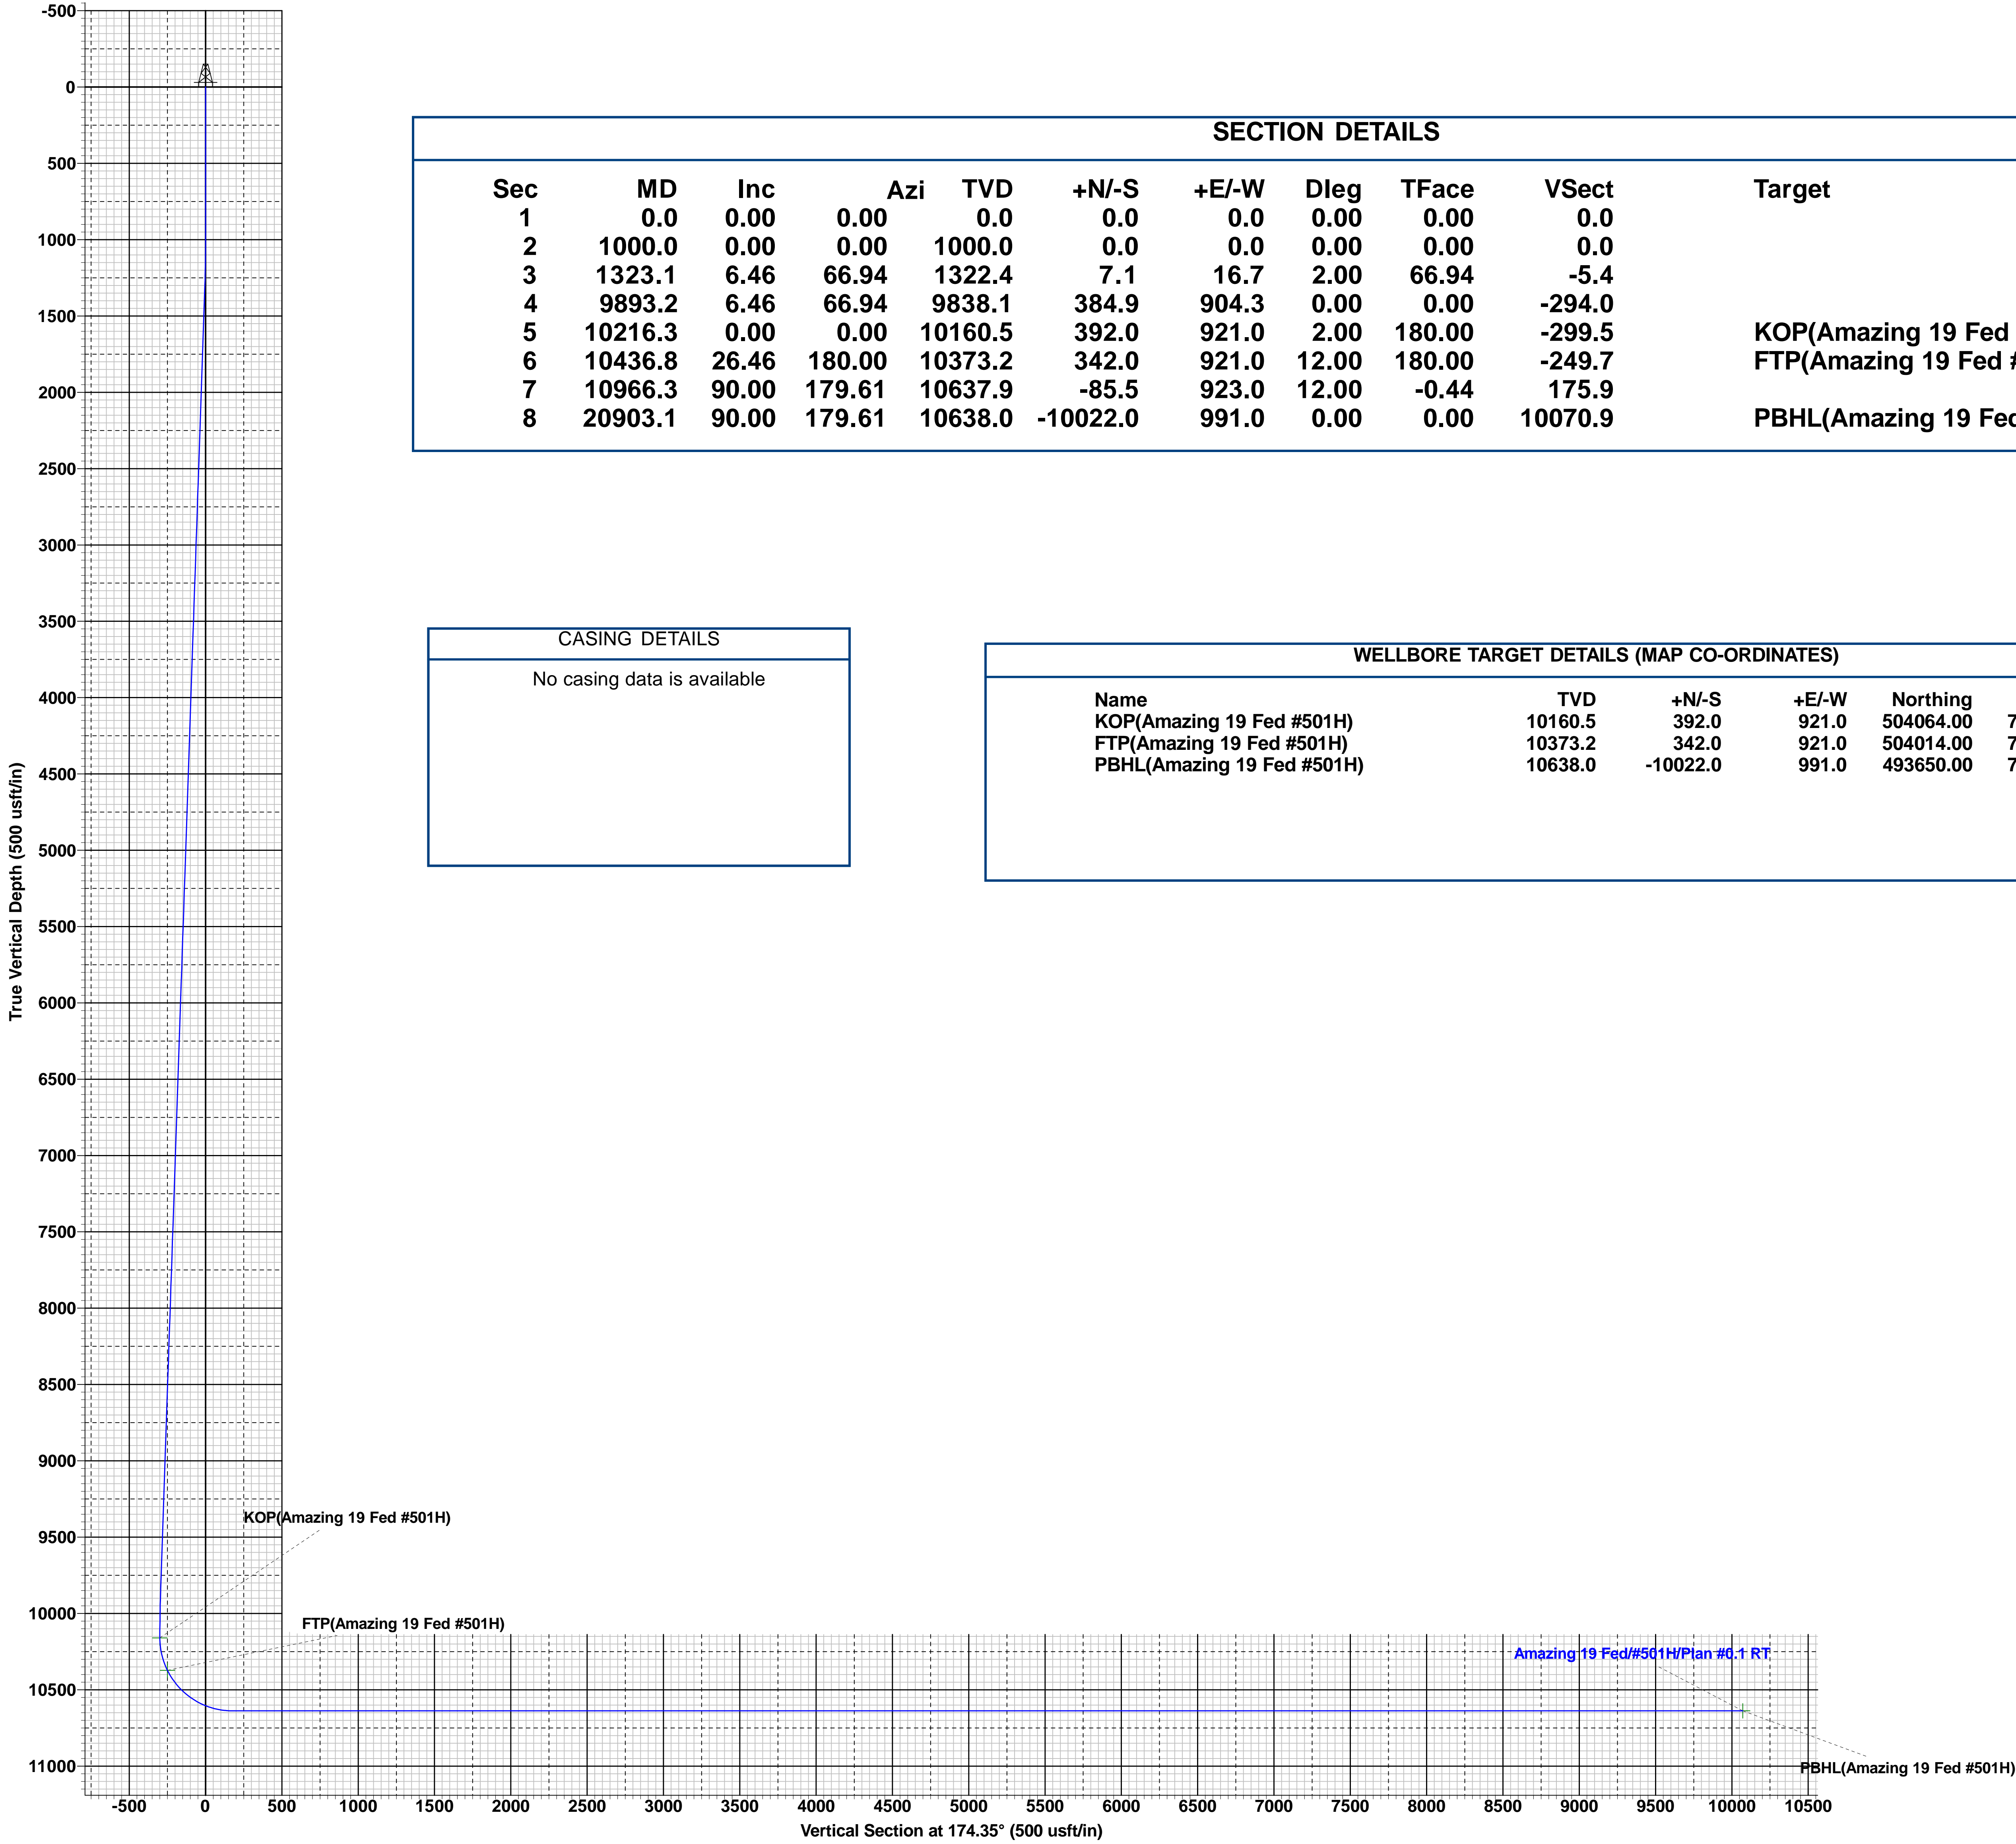 SECTION DETAILS
Sec MD Inc Azi TVD +N/-S +E/-W Dleg TFace VSect Target
1 0.0 0.00 0.00 0.0 0.0 0.0 0.00 0.00 0.0
2 1000.0 0.00 0.00 1000.0 0.0 0.0 0.00 0.00 0.0
3 1323.1 6.46 66.94 1322.4 7.1 16.7 2.00 66.94 -5.4
4 9893.2 6.46 66.94 9838.1 384.9 904.3 0.00 0.00 -294.0
5 10216.3 0.00 0.00 10160.5 392.0 921.0 2.00 180.00 -299.5 KOP(Amazing 19 Fed
6 10436.8 26.46 180.00 10373.2 342.0 921.0 12.00 180.00 -249.7 FTP(Amazing 19 Fed #
7 10966.3 90.00 179.61 10637.9 -85.5 923.0 12.00 -0.44 175.9
8 20903.1 90.00 179.61 10638.0 -10022.0 991.0 0.00 0.00 10070.9 PBHL(Amazing 19 Fed
CASING DETAILS
No casing data is available
WELLBORE TARGET DETAILS (MAP CO-ORDINATES)
Name TVD +N/-S +E/-W Northing
KOP(Amazing 19 Fed #501H) 10160.5 392.0 921.0 504064.00 7
FTP(Amazing 19 Fed #501H) 10373.2 342.0 921.0 504014.00 7
PBHL(Amazing 19 Fed #501H) 10638.0 -10022.0 991.0 493650.00 7
True Vertical Depth (500 usft/in)
-500
0
500
1000
1500
2000
2500
3000
3500
4000
4500
5000
5500
6000
6500
7000
7500
8000
8500
9000
9500
10000
10500
11000
KOP(Amazing 19 Fed #501H)
FTP(Amazing 19 Fed #501H)
Amazing 19 Fed/#501H/Plan #0.1 RT
PBHL(Amazing 19 Fed #501H)
-500 0 500 1000 1500 2000 2500 3000 3500 4000 4500 5000 5500 6000 6500 7000 7500 8000 8500 9000 9500 10000 10500
Vertical Section at 174.35° (500 usft/in)